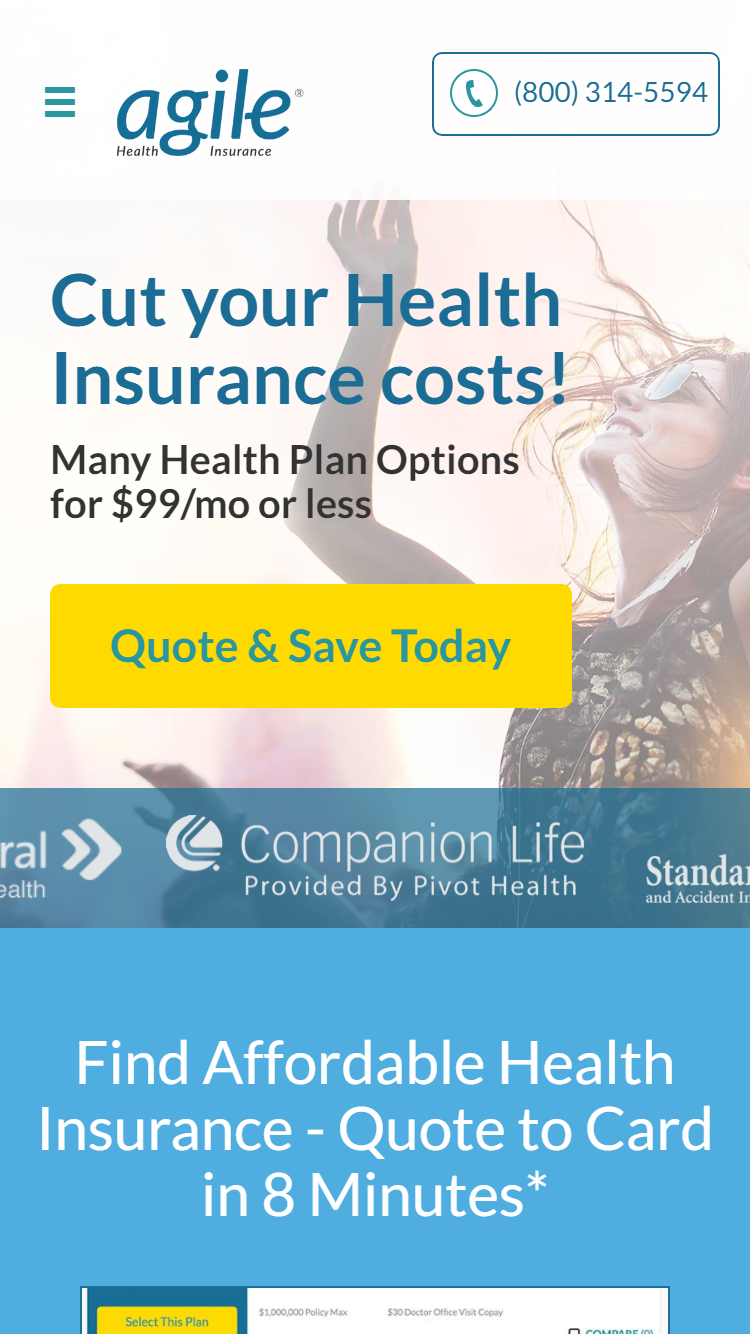 agile®
Health Insurance
(800) 314-5594
Cut your Health
Insurance costs!
Many Health Plan Options
for $99/mo or less
Quote & Save Today
ral
ealth
Companion Life
Provided By Pivot Health
Standar
and Accident In
Find Affordable Health
Insurance - Quote to Card
in 8 Minutes*
$1,000,000 Policy Max $30 Doctor Office Visit Copay
Select This Plan
COMPARE (0)